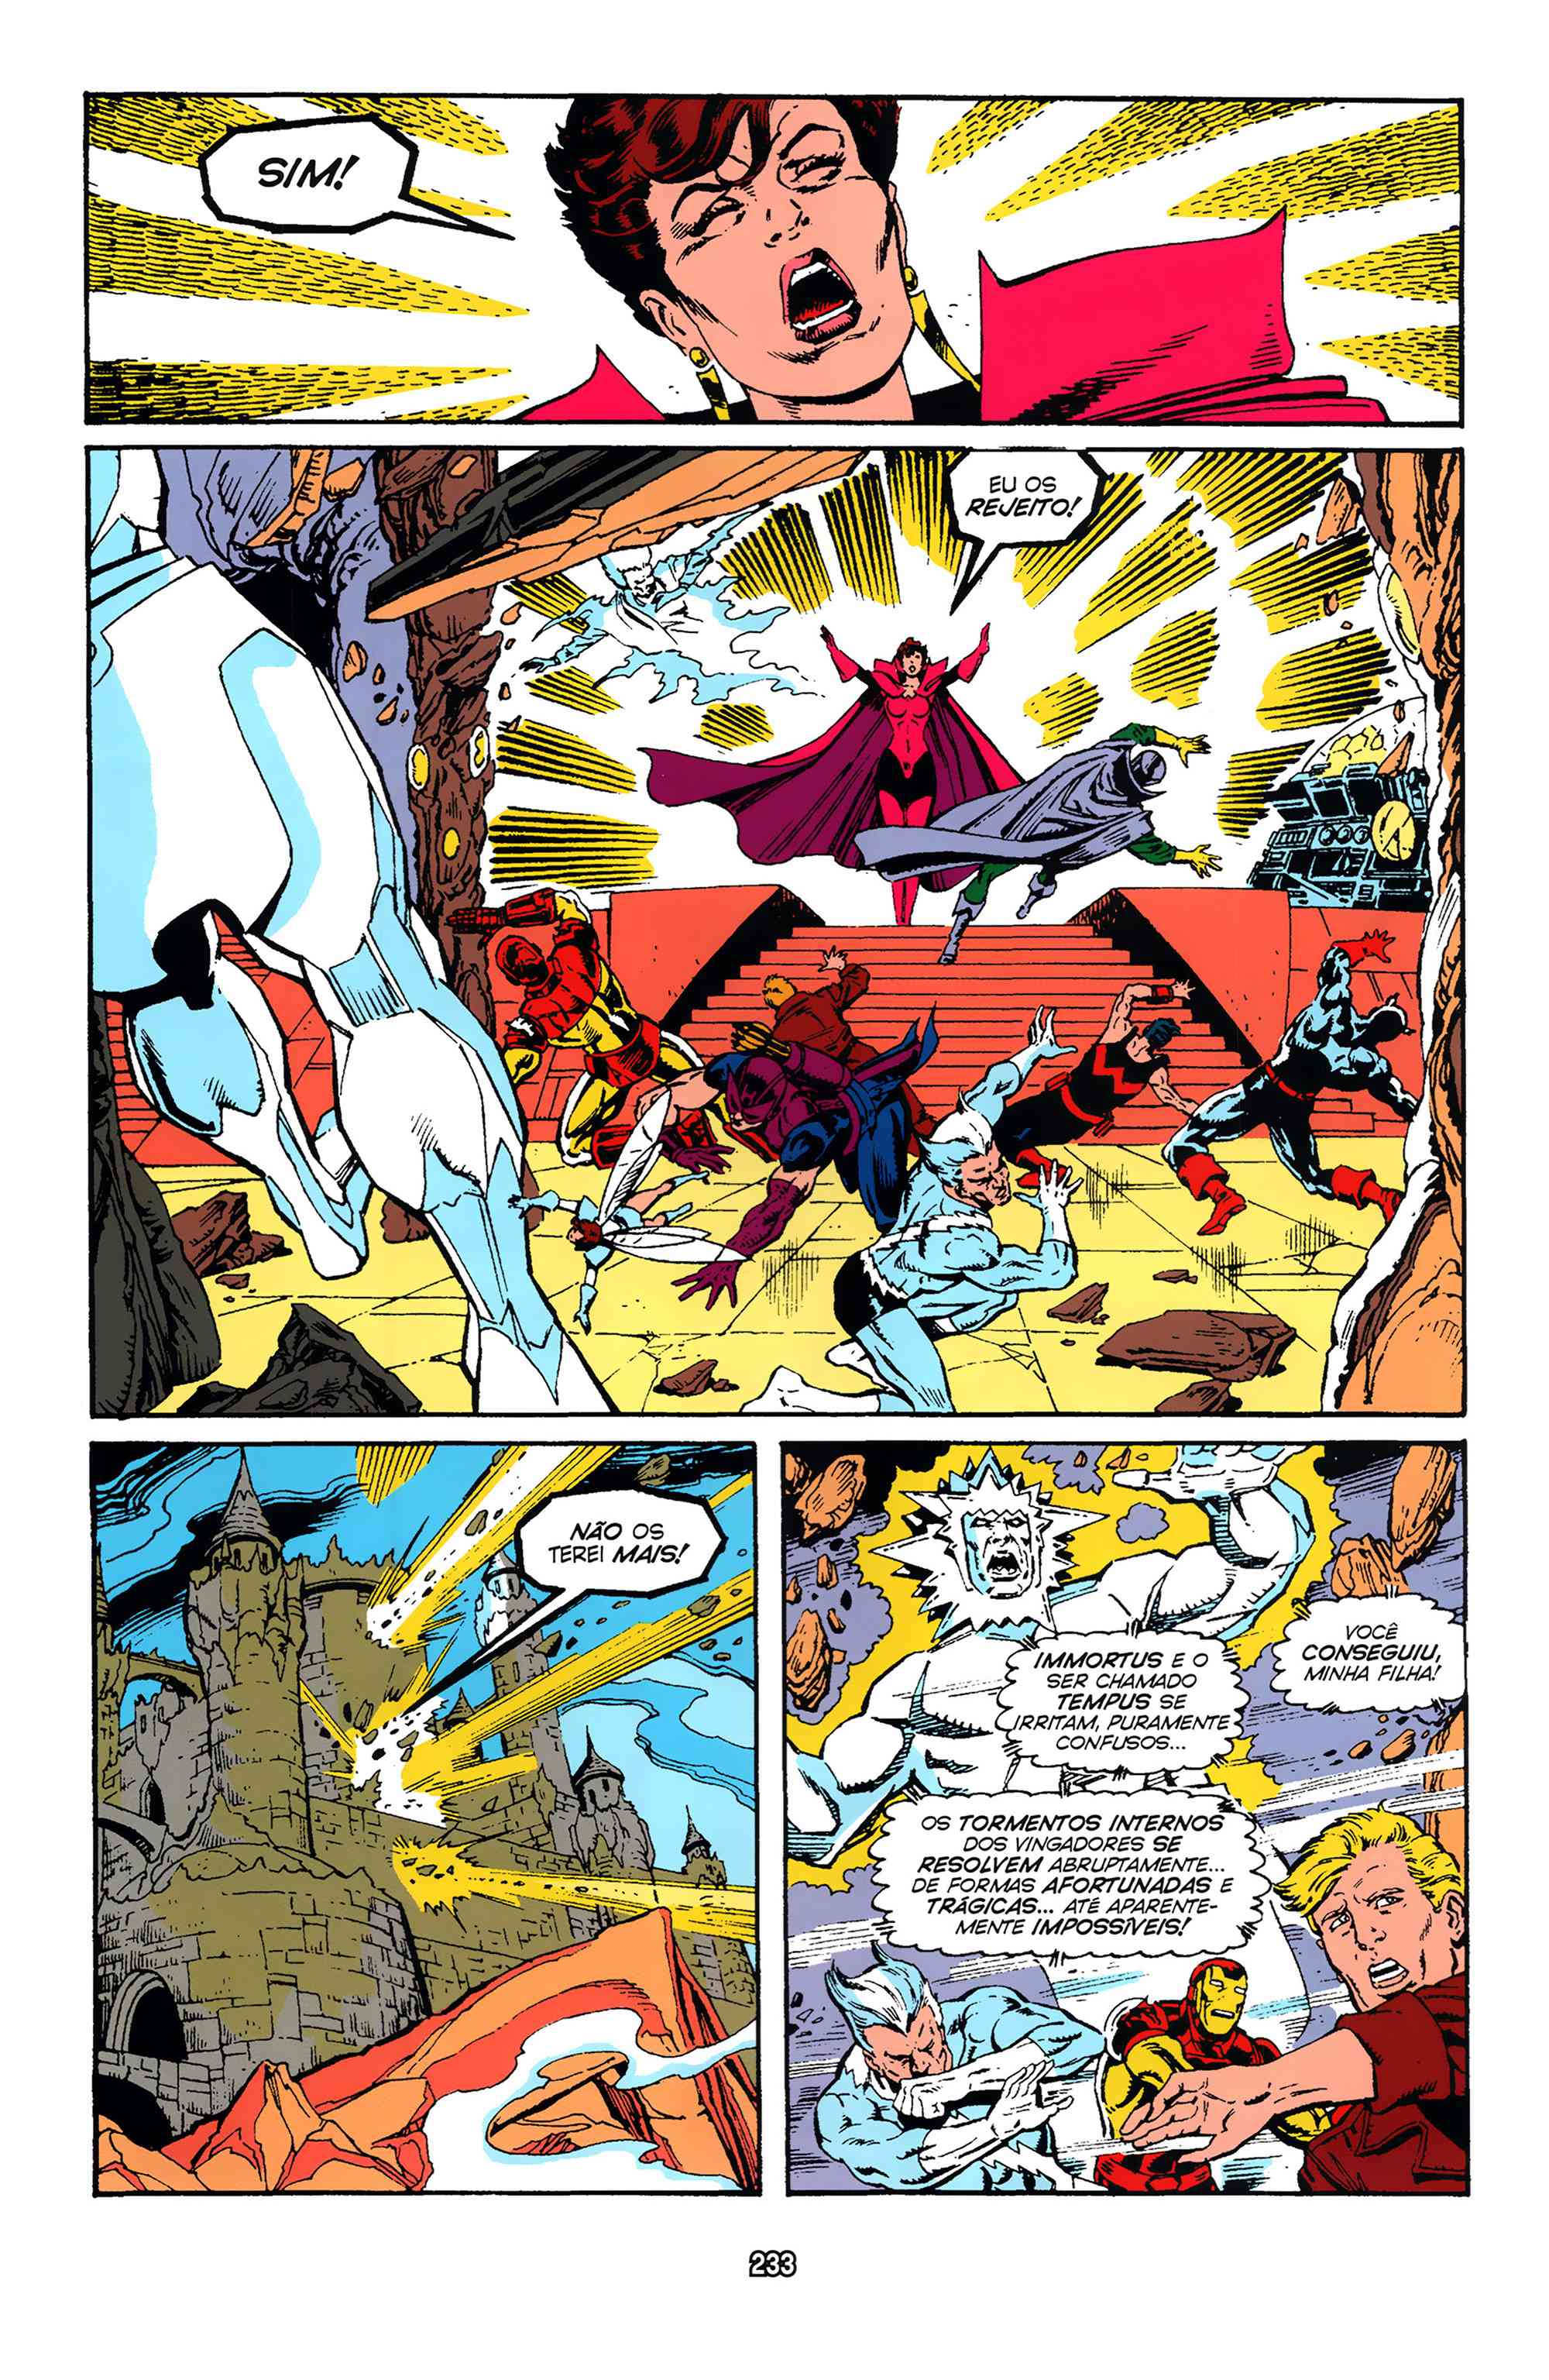 SIM!
EU OS
REJEITO!
NÃO OS
TEREI MAIS!
VOCÊ
CONSEGUIU,
MINHA FILHA!
IMMORTUS E O
SER CHAMADO
TEMPUS SE
IRRITAM, PURAMENTE
CONFUSOS...
OS TORMENTOS INTERNOS
DOS VINGADORES SE
RESOLVEM ABRUPTAMENTE...
DE FORMAS AFORTUNADAS E
TRÁGICAS... ATÉ APARENTE-
MENTE IMPOSSÍVEIS!
233